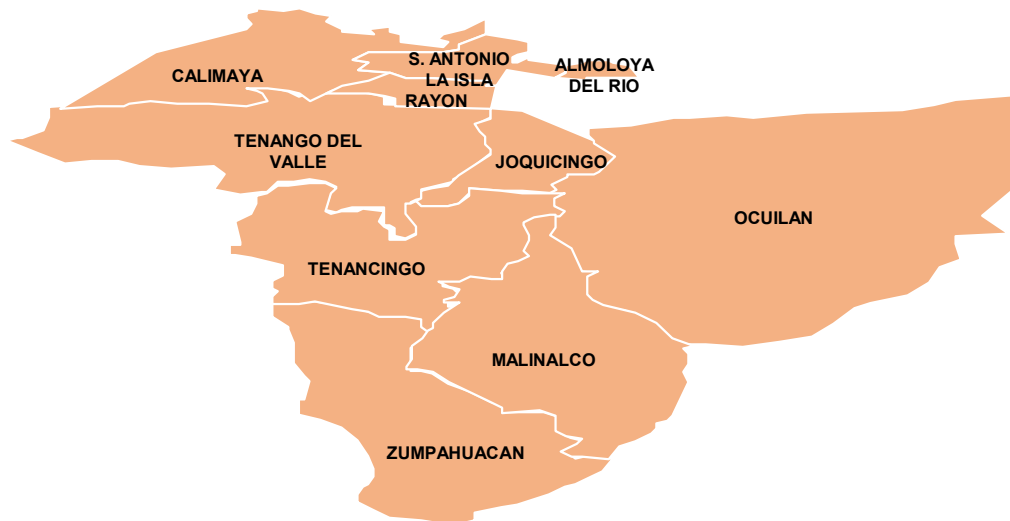 CALIMAYA
S. ANTONIO
LA ISLA
RAYON
ALMOLOYA
DEL RIO
TENANGO DEL
VALLE
JOQUICINGO
OCUILAN
TENANCINGO
MALINALCO
ZUMPAHUACAN